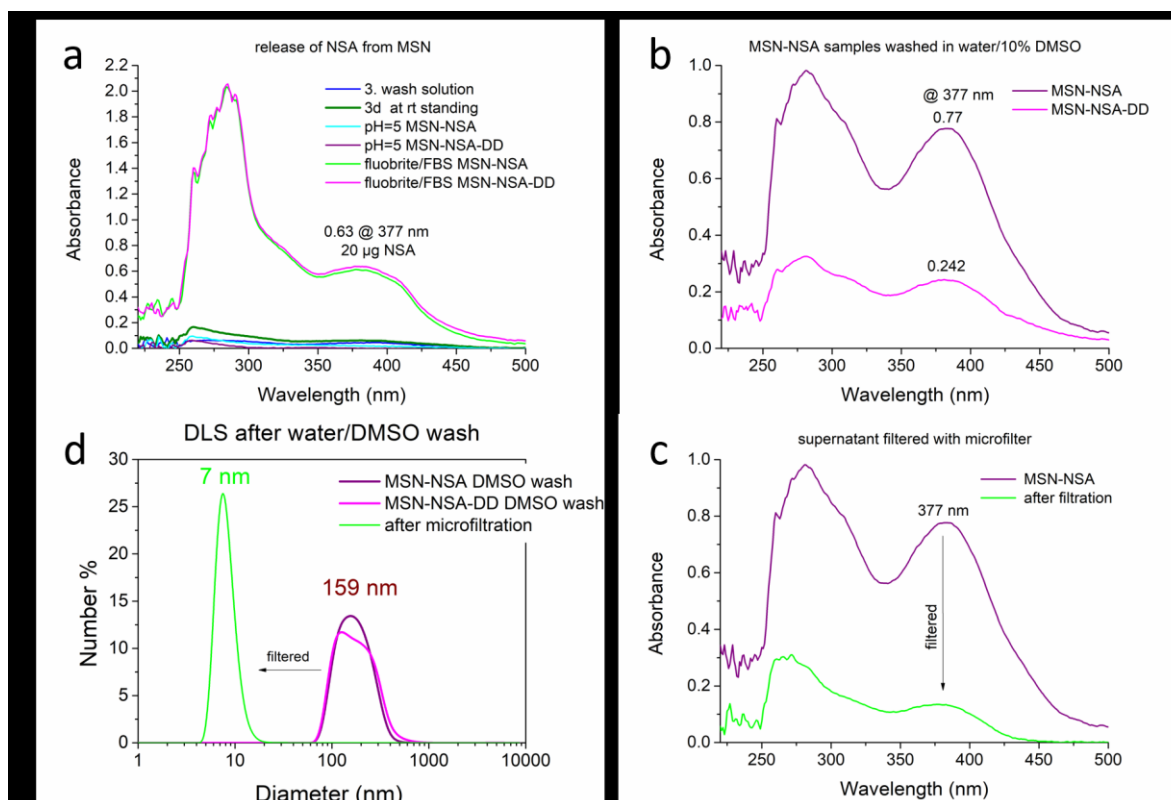 a
release of NSA from MSN
2.2
2.0
1.8
1.6
1.4
1.2
1.0
0.8
0.6
0.4
0.2
0.0
Absorbance
3. wash solution
3d at rt standing
pH=5 MSN-NSA
pH=5 MSN-NSA-DD
fluobrite/FBS MSN-NSA
fluobrite/FBS MSN-NSA-DD
0.63 @ 377 nm
20 µg NSA
250 300 350 400 450 500
Wavelength (nm)
b
MSN-NSA samples washed in water/10% DMSO
1.0
0.8
0.6
0.4
0.2
0.0
Absorbance
MSN-NSA
MSN-NSA-DD
@ 377 nm
0.77
0.242
250 300 350 400 450 500
Wavelength (nm)
DLS after water/DMSO wash
d
30
25
20
15
10
5
0
Number %
7 nm
MSN-NSA DMSO wash
MSN-NSA-DD DMSO wash
after microfiltration
159 nm
filtered
1 10 100 1000 10000
Diameter (nm)
c
supernatant filtered with microfilter
1.0
0.8
0.6
0.4
0.2
0.0
Absorbance
MSN-NSA
after filtration
377 nm
filtered
250 300 350 400 450 500
Wavelength (nm)